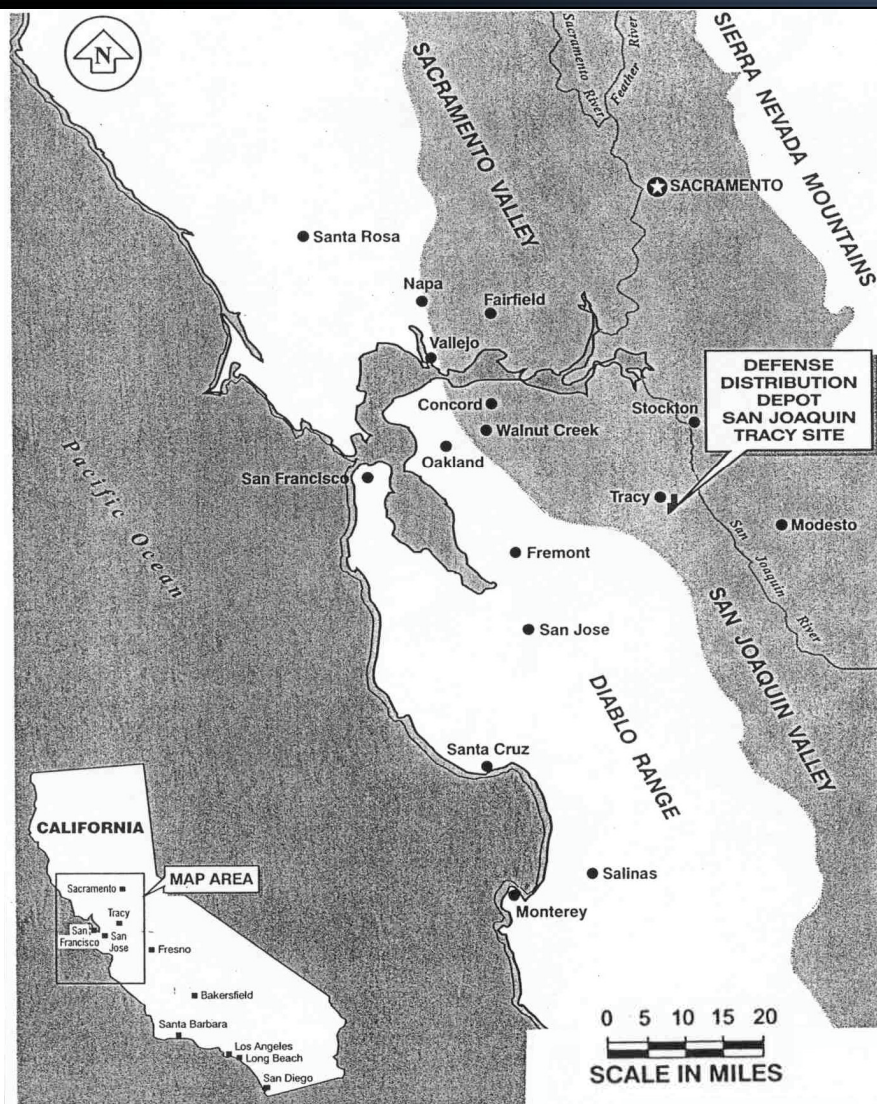 N
SACRAMENTO VALLEY
Sacramento River
Feather River
SIERRA NEVADA MOUNTAINS
SACRAMENTO
Santa Rosa
Napa
Fairfield
Vallejo
DEFENSE
DISTRIBUTION
DEPOT
SAN JOAQUIN
TRACY SITE
Concord
Stockton
Walnut Creek
Oakland
San Francisco
Tracy
Modesto
Pacific Ocean
Fremont
San Joaquin River
San Jose
SAN JOAQUIN VALLEY
DIABLO RANGE
Santa Cruz
Salinas
Monterey
CALIFORNIA
MAP AREA
Sacramento
Tracy
San
Francisco
San
Jose
Fresno
Bakersfield
Santa Barbara
Los Angeles
Long Beach
San Diego
0 5 10 15 20
SCALE IN MILES